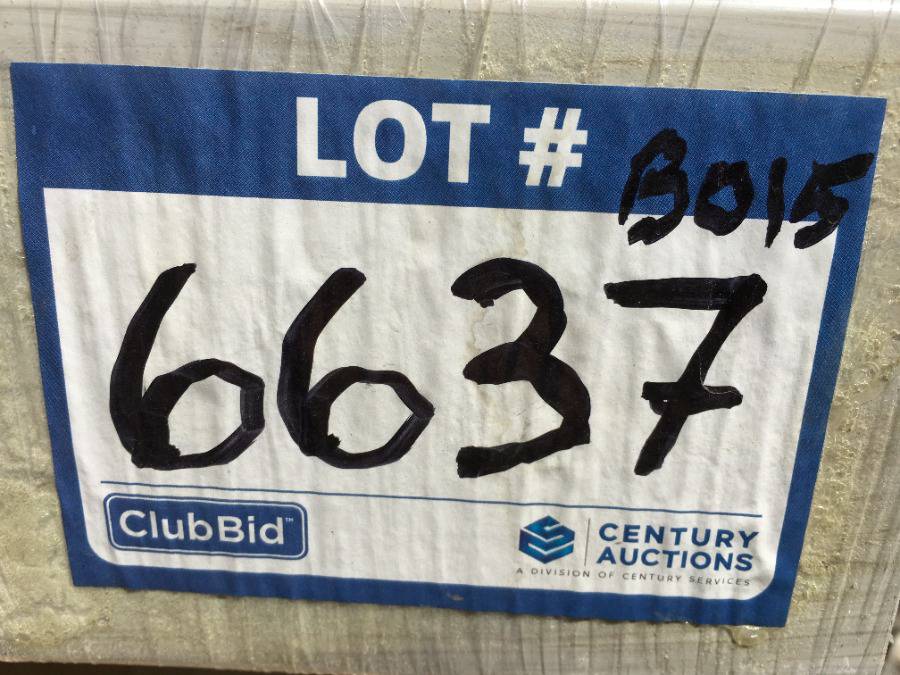 LOT #
B015
6637
ClubBid™
CENTURY
AUCTIONS
A DIVISION OF CENTURY SERVICES